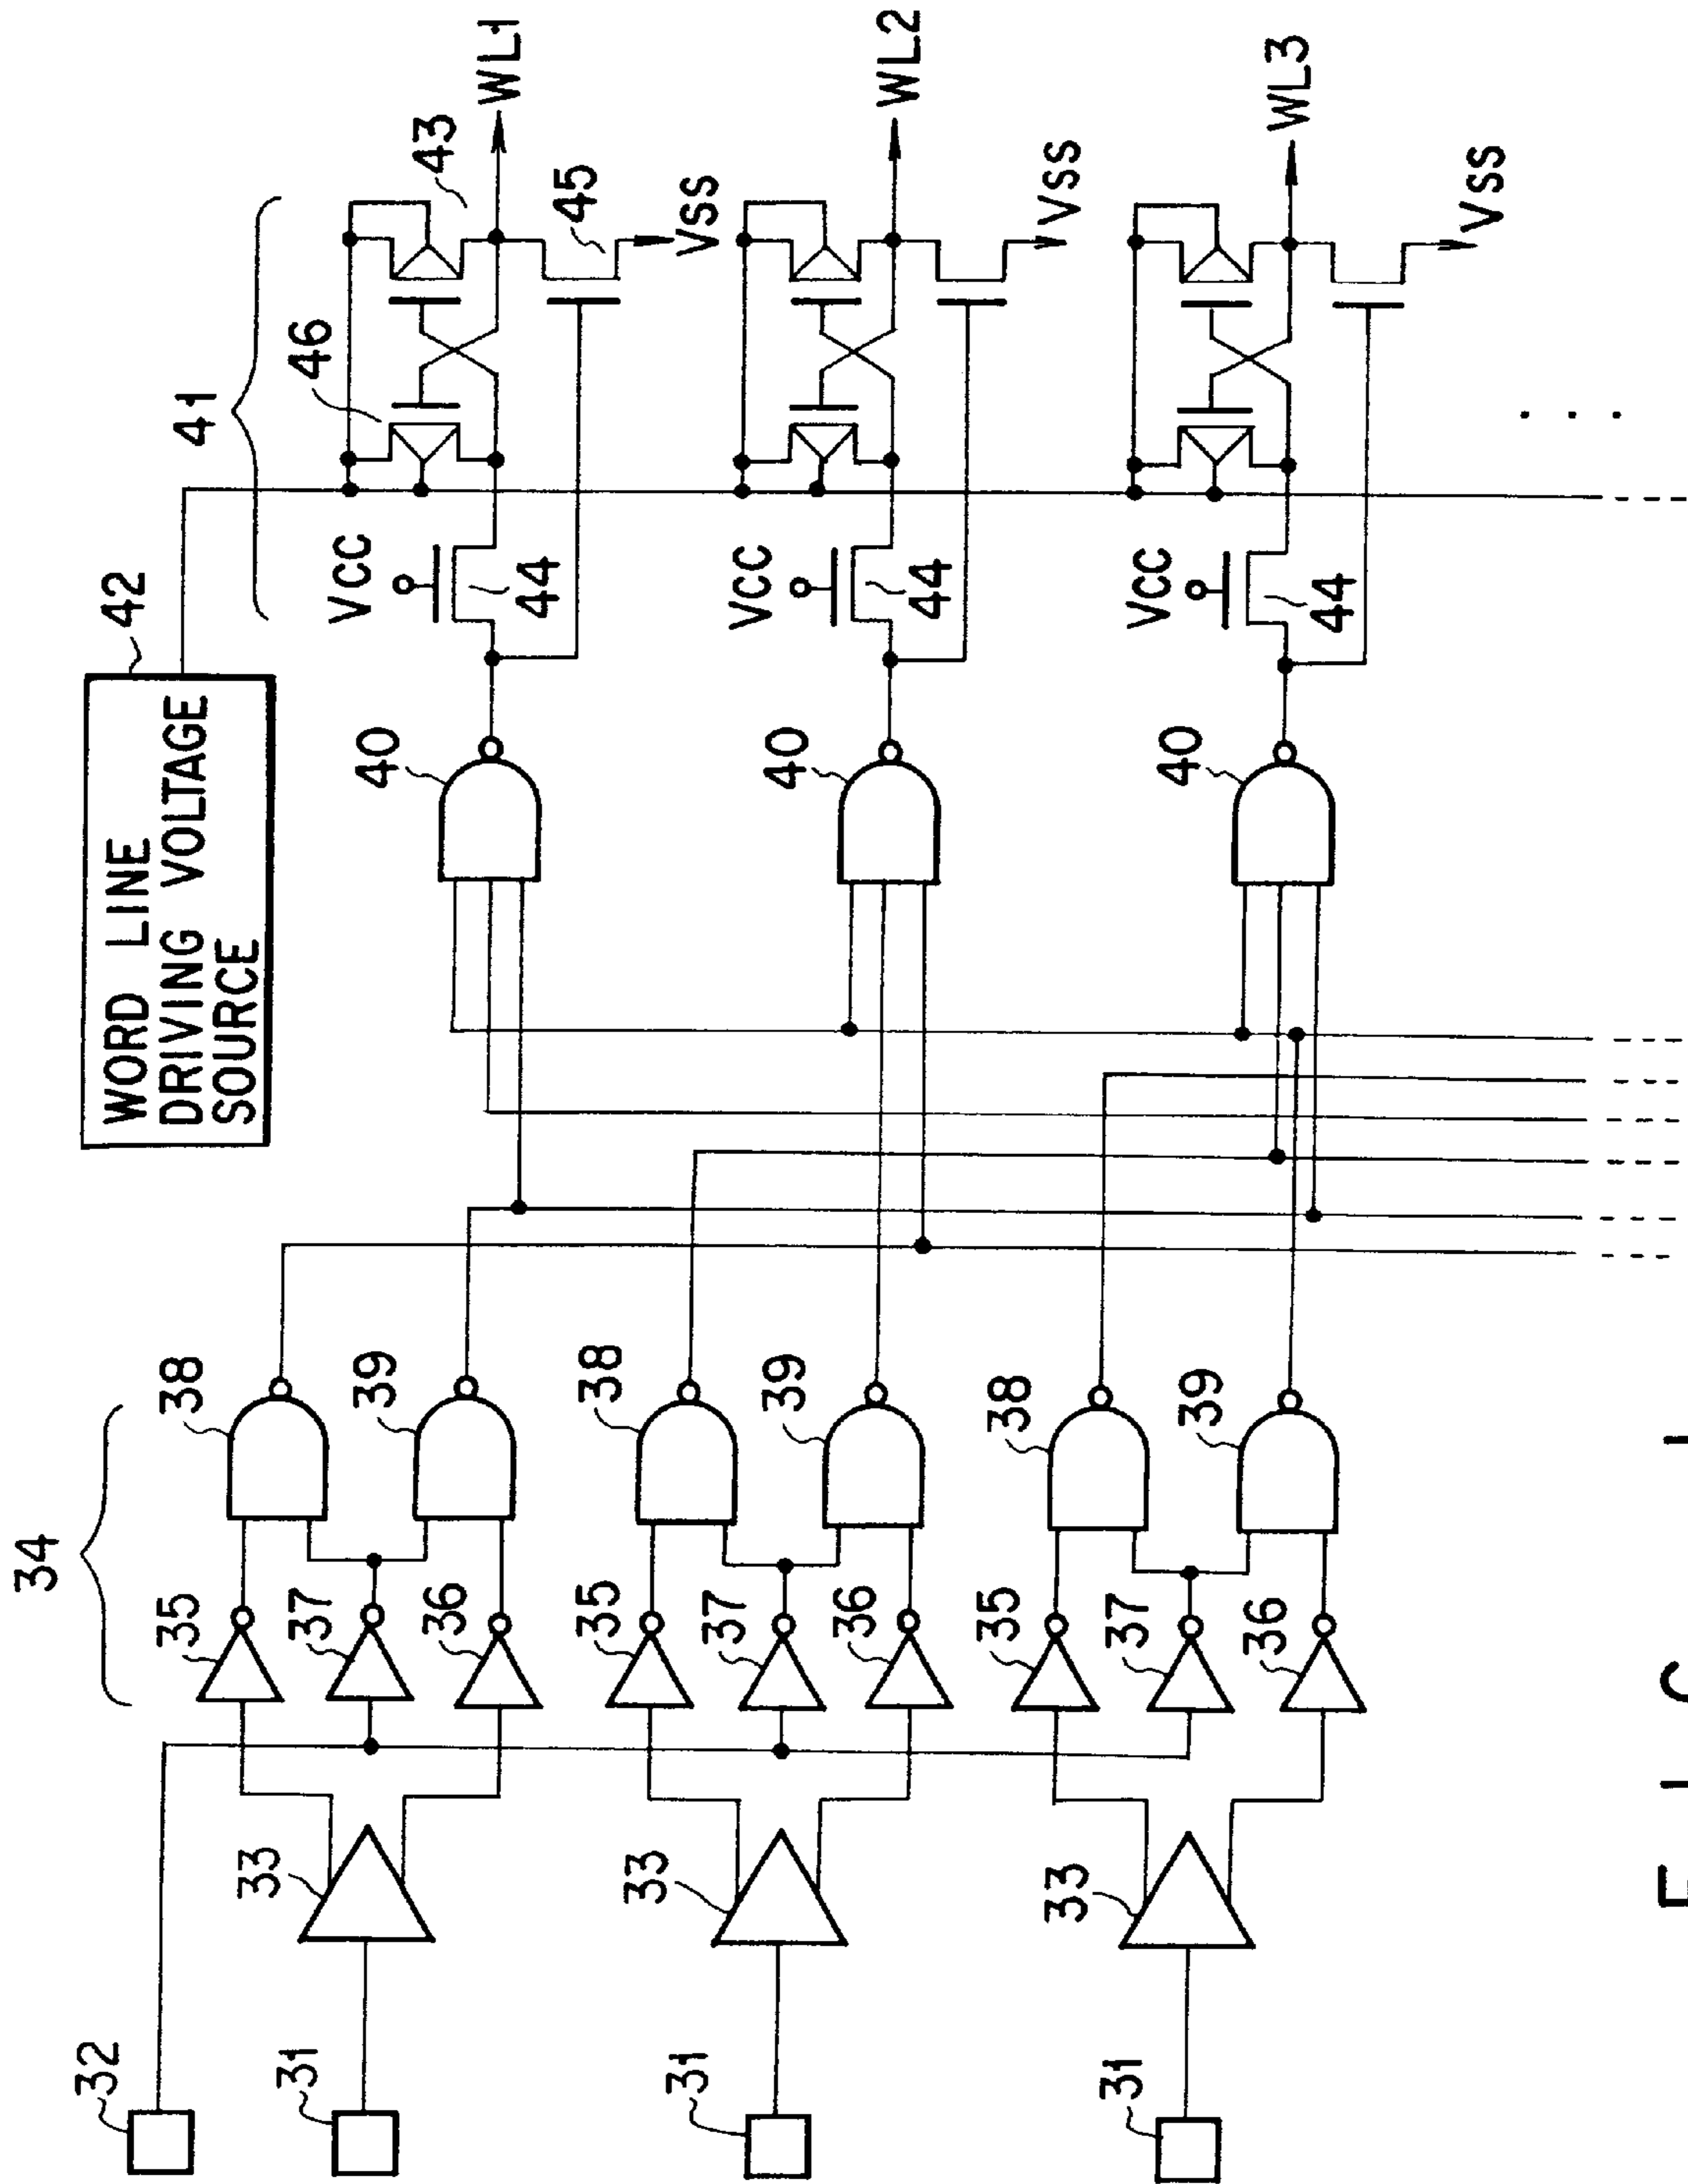 WORD LINE
DRIVING VOLTAGE
SOURCE
42
41
46
43
WL1
45
VSS
VCC
44
40
34
38
35
37
39
36
33
32
31
WL2
VSS
VCC
44
40
38
35
37
39
36
33
31
WL3
VSS
VCC
44
40
38
35
37
39
36
33
31